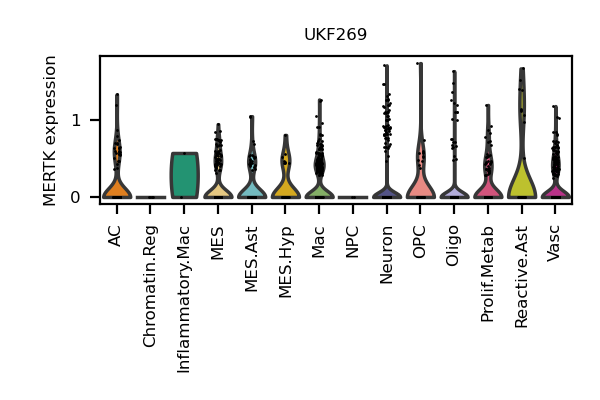 UKF269
MERTK expression
1
0
AC
Chromatin.Reg
Inflammatory.Mac
MES
MES.Ast
MES.Hyp
Mac
NPC
Neuron
OPC
Oligo
Prolif.Metab
Reactive.Ast
Vasc